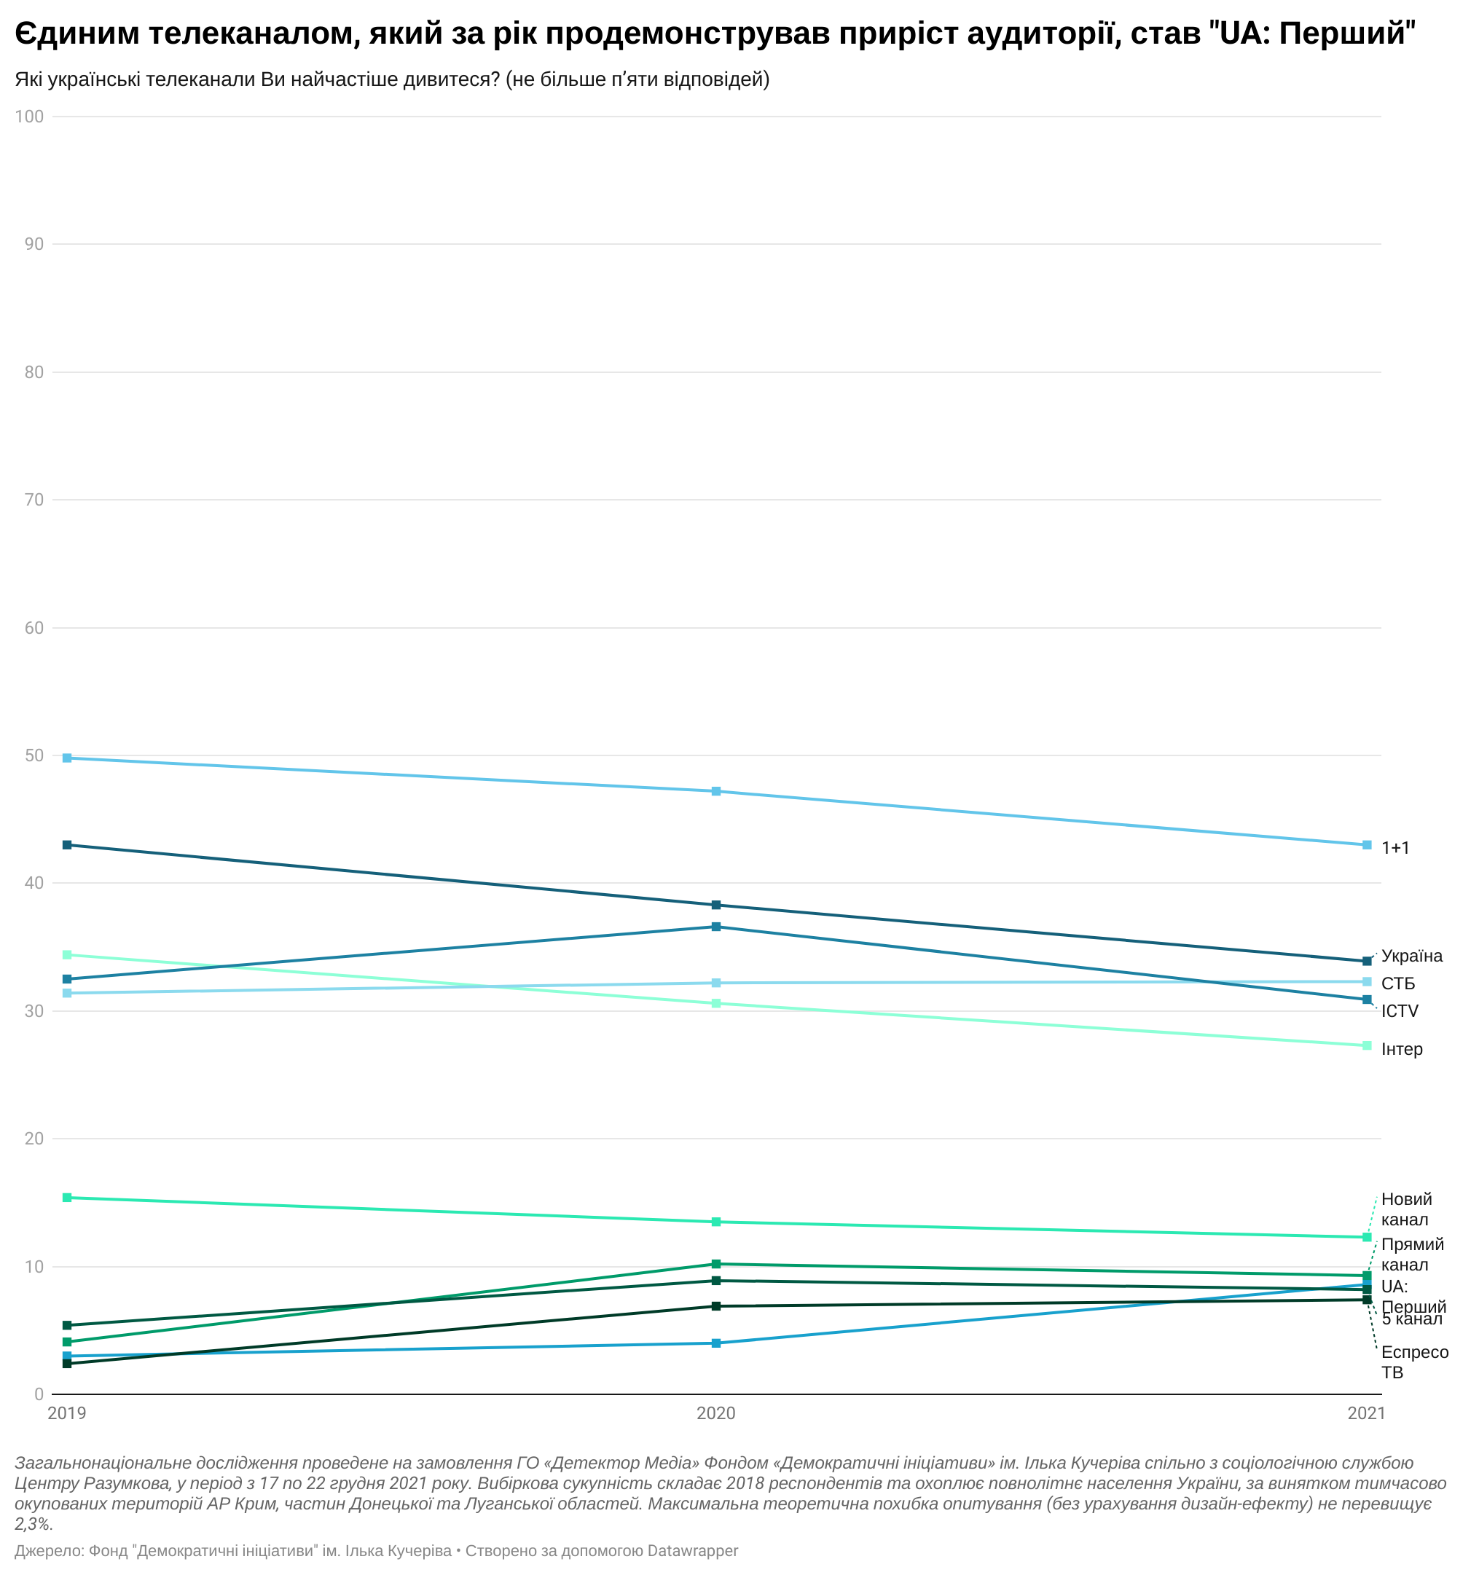 Єдиним телеканалом, який за рік продемонстрував приріст аудиторії, став "UA: Перший"
Які українські телеканали Ви найчастіше дивитеся? (не більше п’яти відповідей)
100
90
80
70
60
50
40
30
20
10
0
1+1
Україна
СТБ
ICTV
Інтер
Новий
канал
Прямий
канал
UA:
Перший
5 канал
Еспресо
ТВ
2019
2020
2021
Загальнонаціональне дослідження проведене на замовлення ГО «Детектор Медіа» Фондом «Демократичні ініціативи» ім. Ілька Кучеріва спільно з соціологічною службою
Центру Разумкова, у період з 17 по 22 грудня 2021 року. Вибіркова сукупність складає 2018 респондентів та охоплює повнолітнє населення України, за винятком тимчасово
окупованих територій АР Крим, частин Донецької та Луганської областей. Максимальна теоретична похибка опитування (без урахування дизайн-ефекту) не перевищує
2,3%.
Джерело: Фонд "Демократичні ініціативи" ім. Ілька Кучеріва • Створено за допомогою Datawrapper